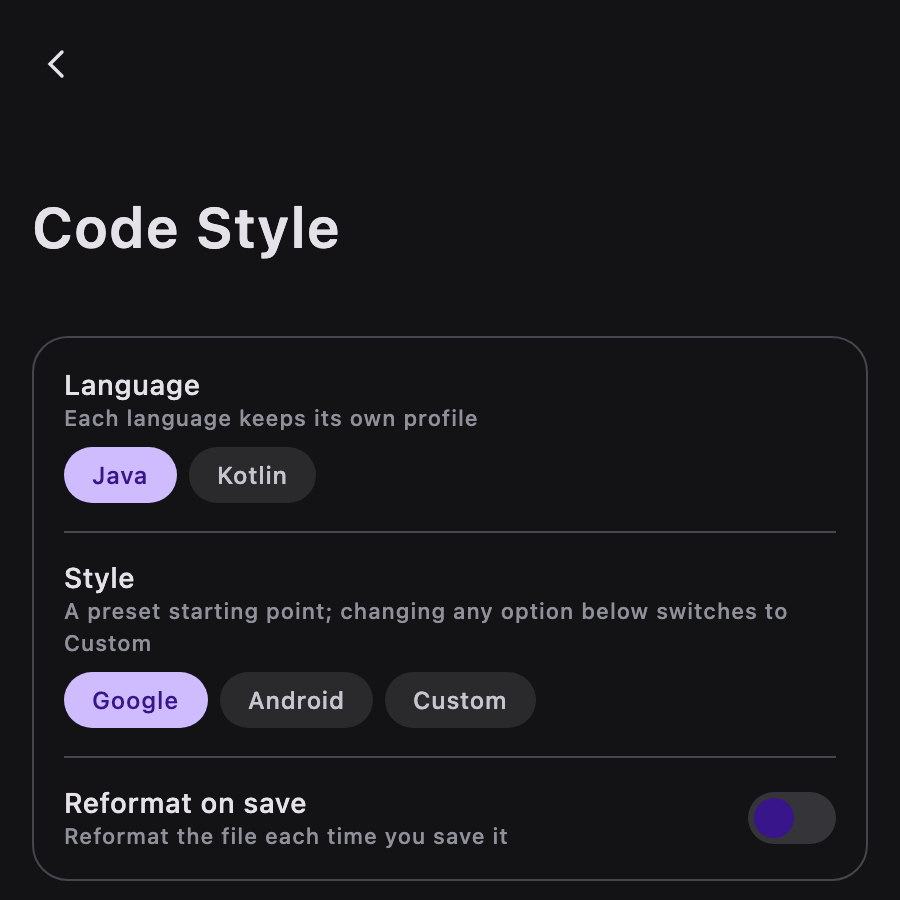 Code Style
Language
Each language keeps its own profile
Java
Kotlin
Style
A preset starting point; changing any option below switches to
Custom
Google
Android
Custom
Reformat on save
Reformat the file each time you save it